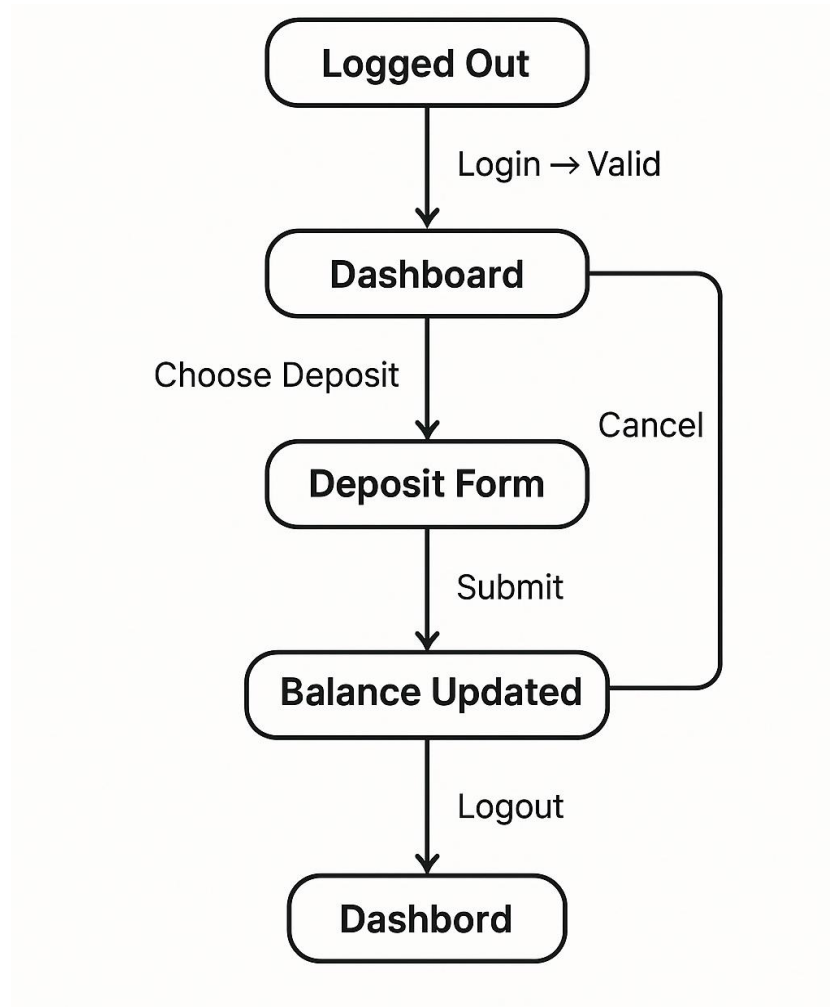 Logged Out
Login → Valid
Dashboard
Choose Deposit
Cancel
Deposit Form
Submit
Balance Updated
Logout
Dashbord